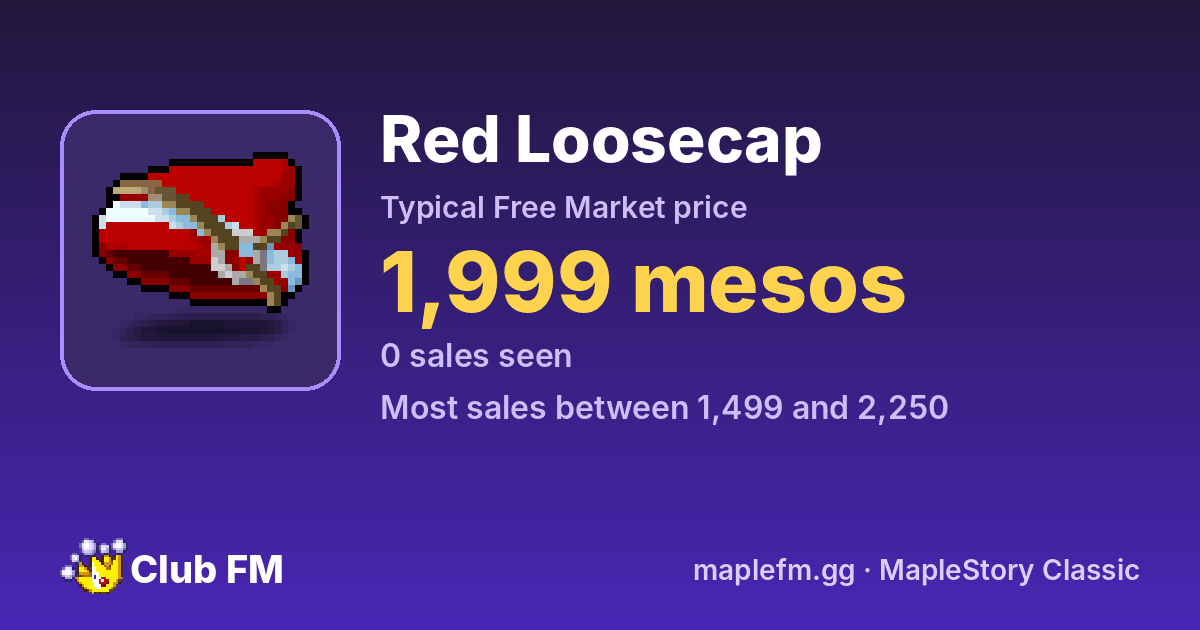 Red Loosecap
Typical Free Market price
1,999 mesos
0 sales seen
Most sales between 1,499 and 2,250
Club FM
maplefm.gg · MapleStory Classic